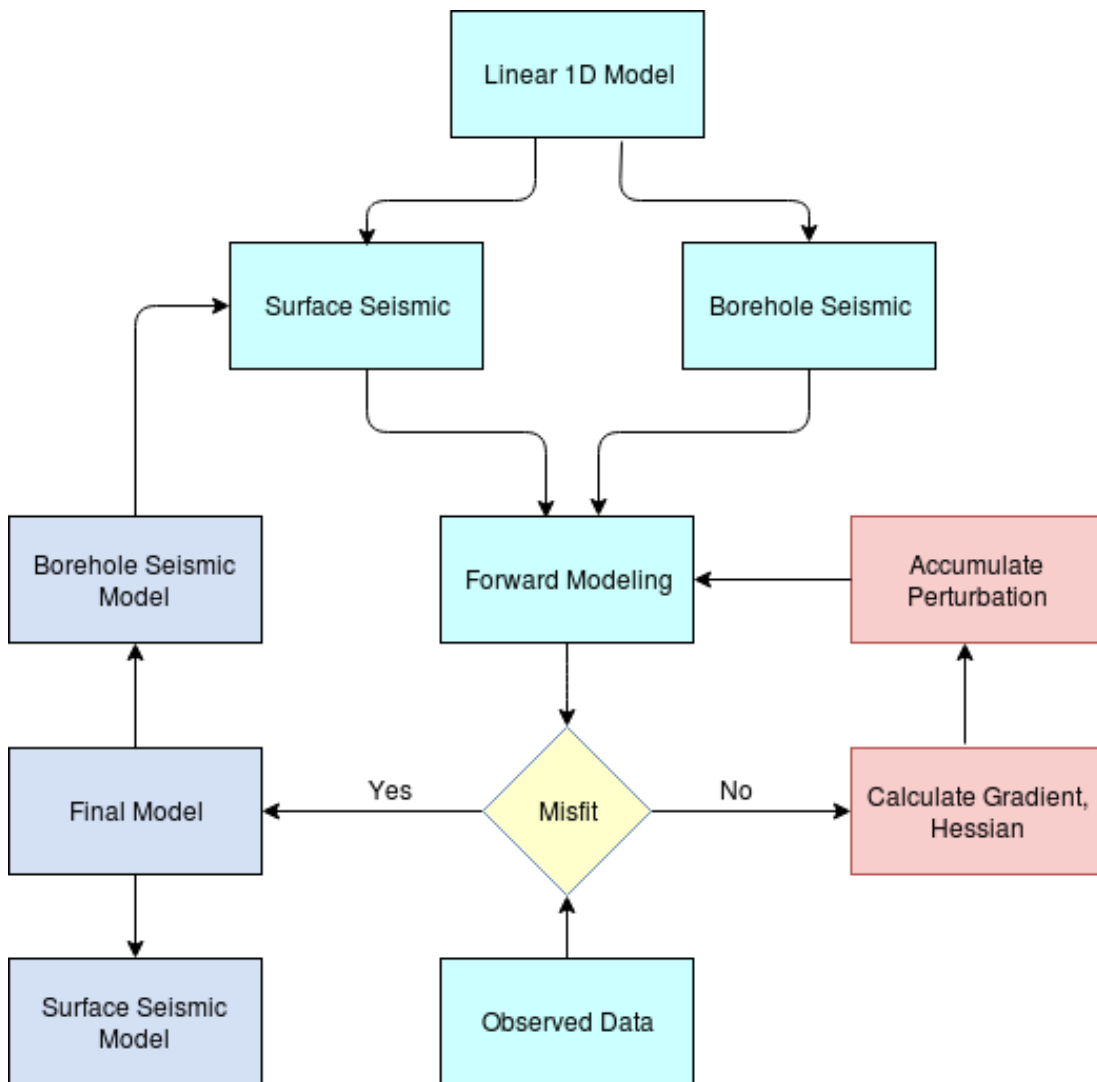 Linear 1D Model
Surface Seismic
Borehole Seismic
Borehole Seismic
Model
Forward Modeling
Accumulate
Perturbation
Final Model
Yes
Misfit
No
Calculate Gradient,
Hessian
Surface Seismic
Model
Observed Data